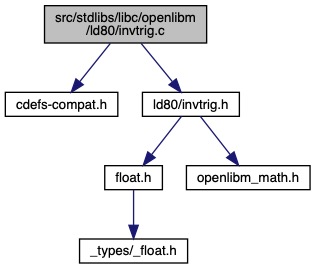 src/stdlibs/libc/openlibm
/ld80/invtrig.c
cdefs-compat.h
ld80/invtrig.h
float.h
openlibm_math.h
_types/_float.h